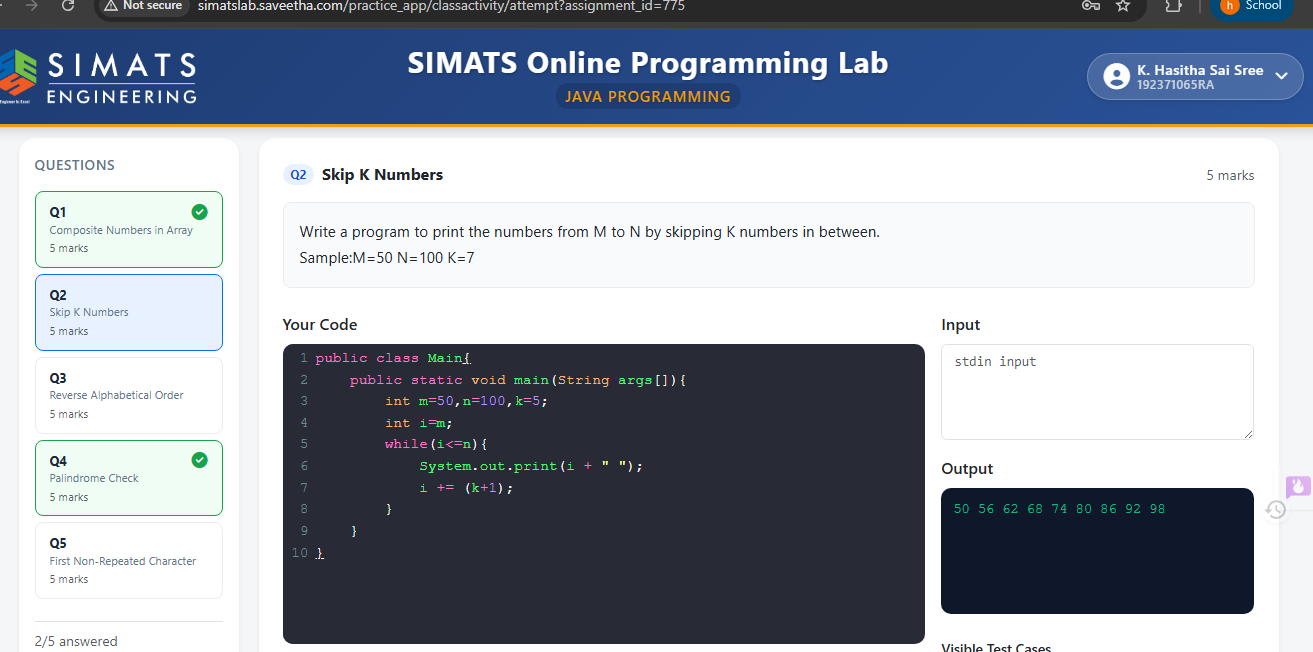 Not secure simatslab.saveetha.com/practice_app/classactivity/attempt?assignment_id=775
h School
SIMATS
ENGINEERING
SIMATS Online Programming Lab
JAVA PROGRAMMING
K. Hasitha Sai Sree
192371065RA
QUESTIONS
Q1
Composite Numbers in Array
5 marks
Q2
Skip K Numbers
5 marks
Q3
Reverse Alphabetical Order
5 marks
Q4
Palindrome Check
5 marks
Q5
First Non-Repeated Character
5 marks
2/5 answered
Q2 Skip K Numbers 5 marks
Write a program to print the numbers from M to N by skipping K numbers in between.
Sample:M=50 N=100 K=7
Your Code
1 public class Main{
2 public static void main(String args[]){
3 int m=50,n=100,k=5;
4 int i=m;
5 while(i<=n){
6 System.out.print(i + " ");
7 i += (k+1);
8 }
9 }
10 }
Input
stdin input
Output
50 56 62 68 74 80 86 92 98
Visible Test Cases